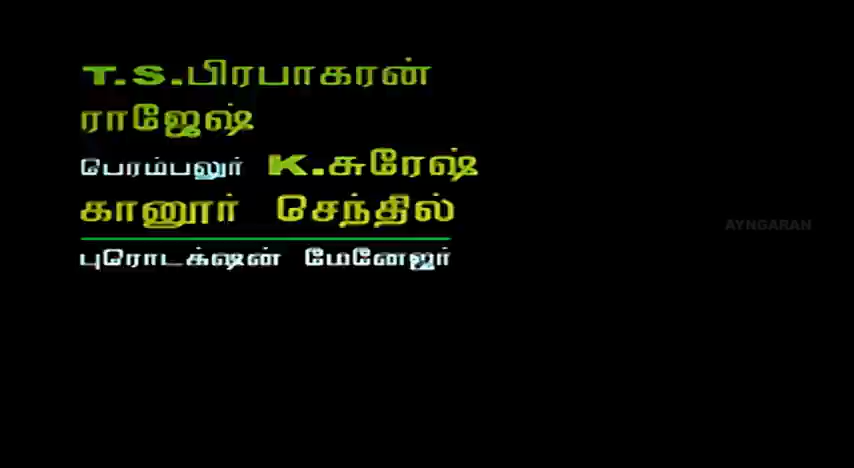 T.S.பிரபாகரன்
ராஜேஷ்
பெரம்பலூர் K.சுரேஷ்
கானூர் செந்தில்
புரொடக்ஷன் மேனேஜர்
AYNGARAN